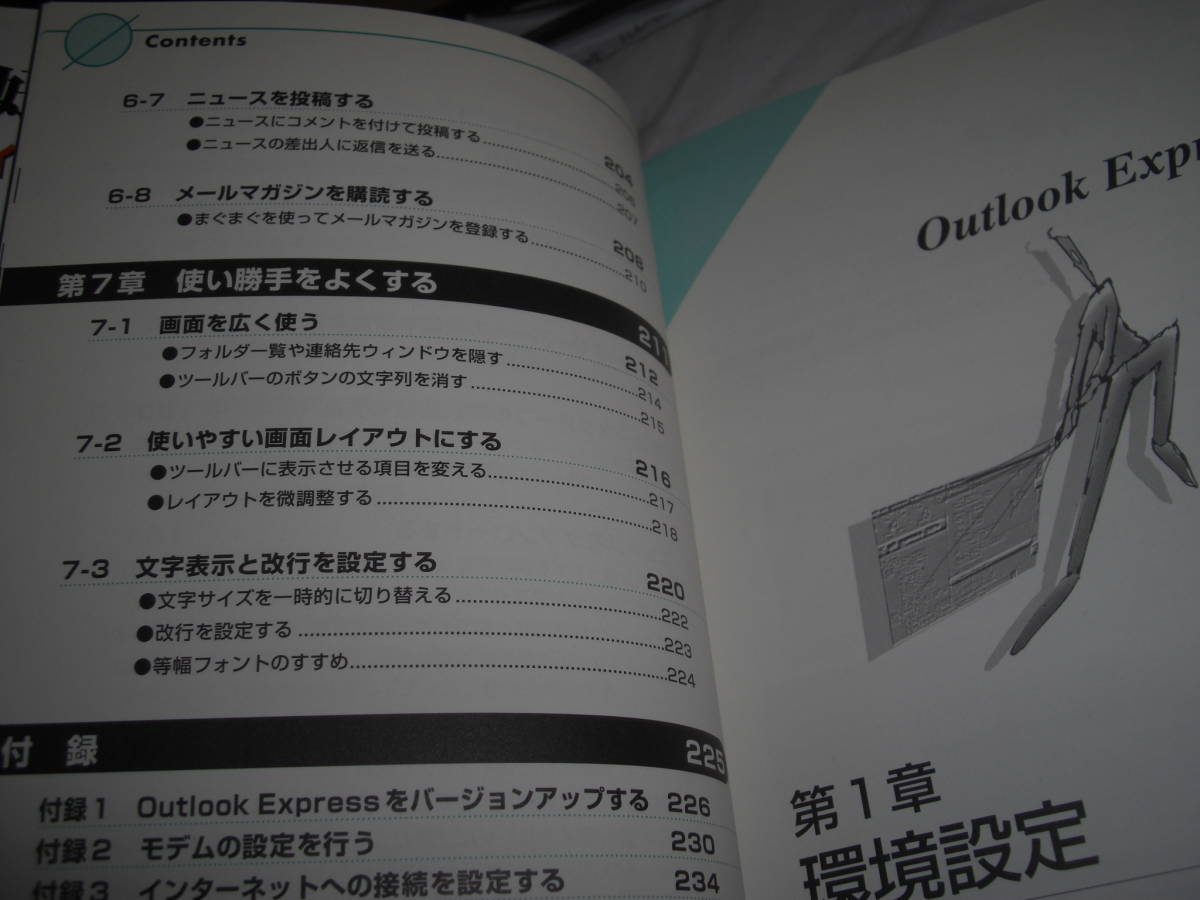 Contents
6-7 ニュースを投稿する 204
●ニュースにコメントを付けて投稿する 206
●ニュースの差出人に返信を送る 207
6-8 メールマガジンを購読する 208
●まぐまぐを使ってメールマガジンを登録する 210
第7章 使い勝手をよくする 211
7-1 画面を広く使う 212
●フォルダ一覧や連絡先ウィンドウを隠す 214
●ツールバーのボタンの文字列を消す 215
7-2 使いやすい画面レイアウトにする 216
●ツールバーに表示させる項目を変える 217
●レイアウトを微調整する 218
7-3 文字表示と改行を設定する 220
●文字サイズを一時的に切り替える 222
●改行を設定する 223
●等幅フォントのすすめ 224
付録 225
付録1 Outlook Expressをバージョンアップする 226
付録2 モデムの設定を行う 230
付録3 インターネットへの接続を設定する 234
Outlook Expr
第1章
環境設定